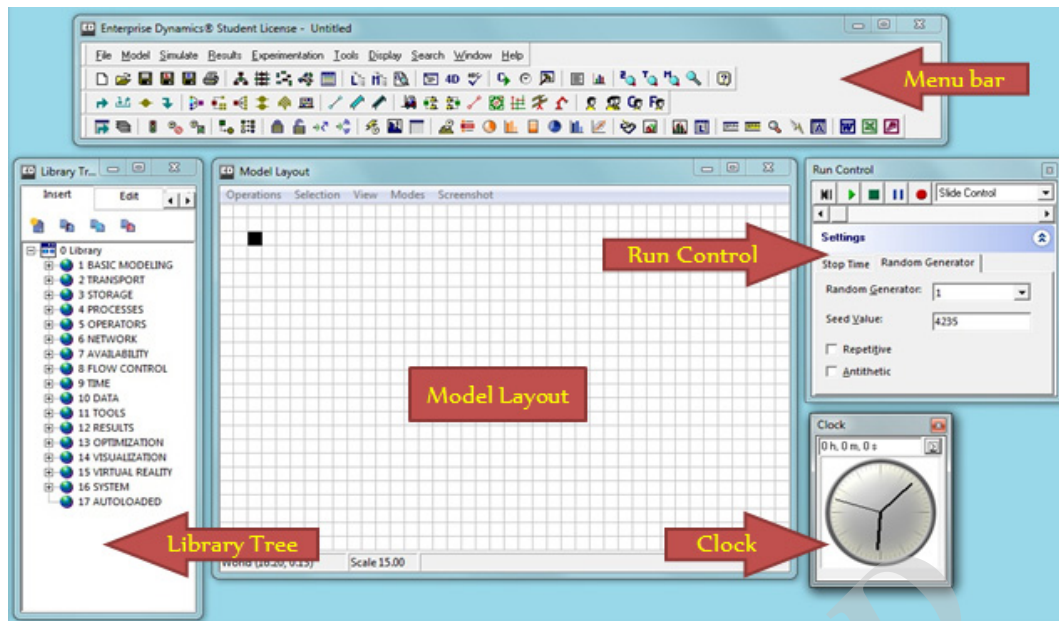 Enterprise Dynamics® Student License - Untitled
File Model Simulate Results Experimentation Tools Display Search Window Help
4D
Menu bar
Library Tr...
Insert Edit
0 Library
1 BASIC MODELING
2 TRANSPORT
3 STORAGE
4 PROCESSES
5 OPERATORS
6 NETWORK
7 AVAILABILITY
8 FLOW CONTROL
9 TIME
10 DATA
11 TOOLS
12 RESULTS
13 OPTIMIZATION
14 VISUALIZATION
15 VIRTUAL REALITY
16 SYSTEM
17 AUTOLOADED
Library Tree
Model Layout
Operations Selection View Modes Screenshot
Model Layout
Scale 15.00
Run Control
Slide Control
Settings
Stop Time Random Generator
Random Generator: 1
Seed Value: 4235
Repetitive
Antithetic
Run Control
Clock
0 h, 0 m, 0 s
Clock